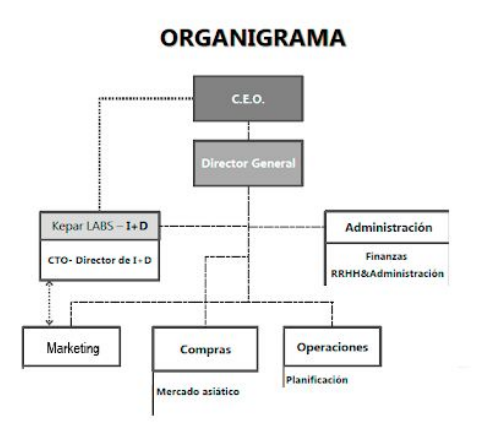 ORGANIGRAMA
C.E.O.
Director General
Kepar LABS – I+D
CTO- Director de I+D
Administración
Finanzas
RRHH&Administración
Marketing
Compras
Mercado asiático
Operaciones
Planificación